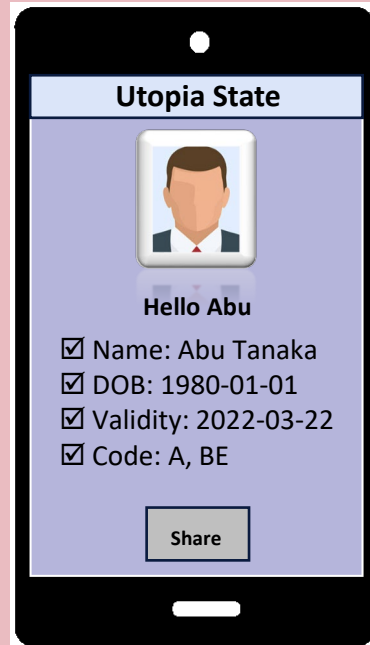 Utopia State
Hello Abu
☑ Name: Abu Tanaka
☑ DOB: 1980-01-01
☑ Validity: 2022-03-22
☑ Code: A, BE
Share